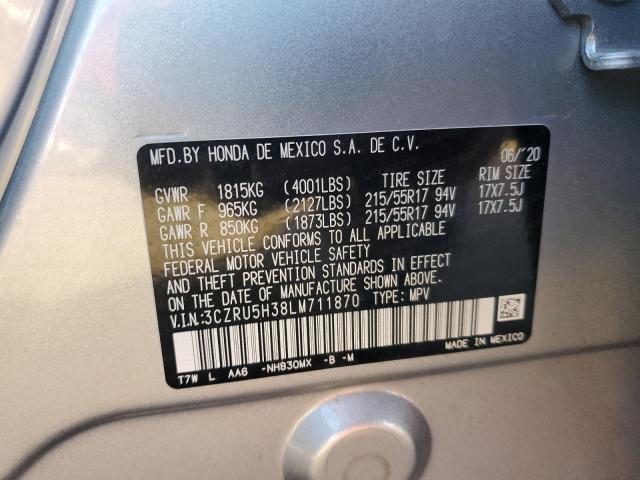 MFD.BY HONDA DE MEXICO S.A. DE C.V. 06/'20
GVWR 1815KG (4001LBS) TIRE SIZE RIM SIZE
GAWR F 965KG (2127LBS) 215/55R17 94V 17X7.5J
GAWR R 850KG (1873LBS) 215/55R17 94V 17X7.5J
THIS VEHICLE CONFORMS TO ALL APPLICABLE
FEDERAL MOTOR VEHICLE SAFETY
AND THEFT PREVENTION STANDARDS IN EFFECT
ON THE DATE OF MANUFACTURE SHOWN ABOVE.
V.I.N:3CZRU5H38LM711870 TYPE: MPV
T7W L AA6 -NH830MX -B -M MADE IN MEXICO